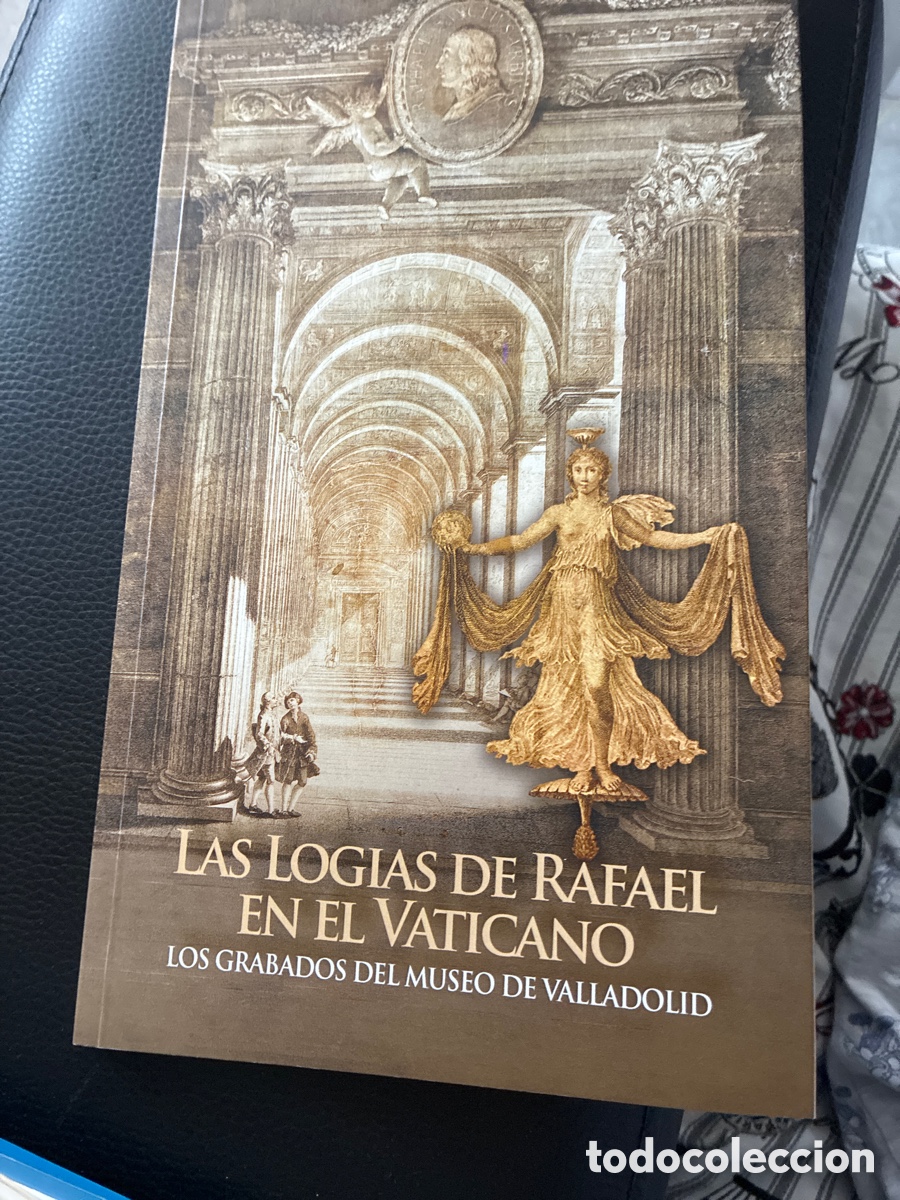 LAS LOGIAS DE RAFAEL
EN EL VATICANO
LOS GRABADOS DEL MUSEO DE VALLADOLID
todocoleccion